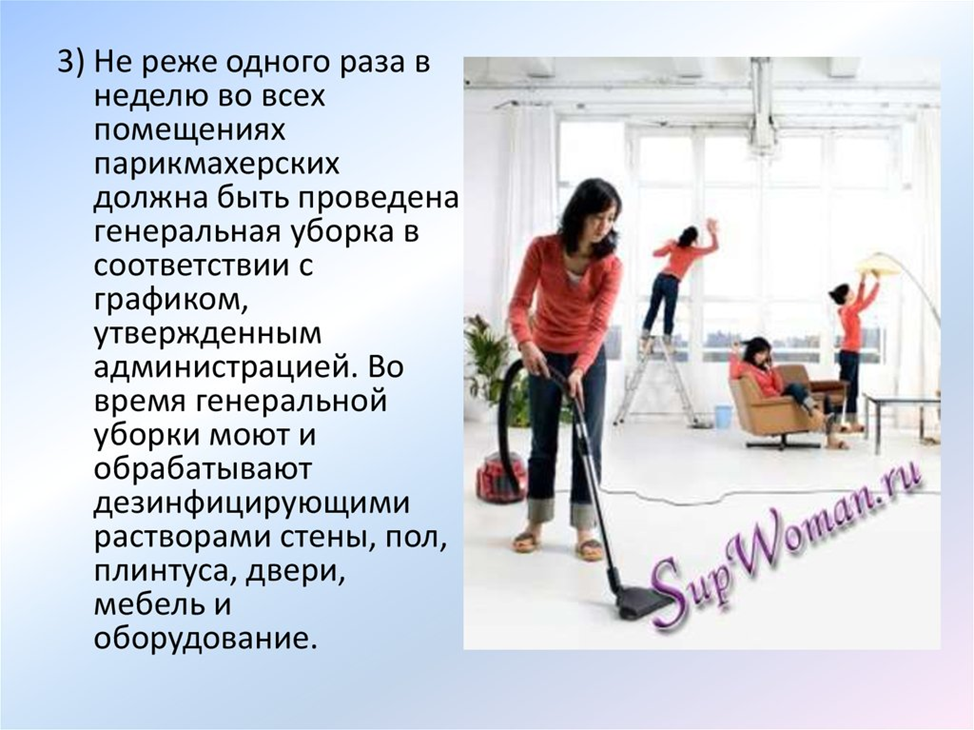 3) Не реже одного раза в
неделю во всех
помещениях
парикмахерских
должна быть проведена
генеральная уборка в
соответствии с
графиком,
утвержденным
администрацией. Во
время генеральной
уборки моют и
обрабатывают
дезинфицирующими
растворами стены, пол,
плинтуса, двери,
мебель и
оборудование.
SupWoman.ru